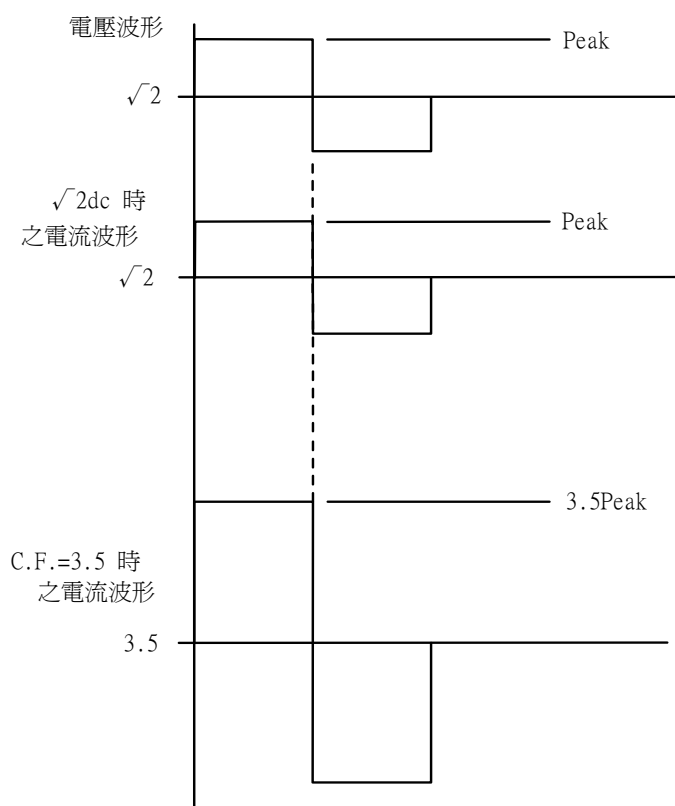 電壓波形
Peak
√2
√2dc 時
之電流波形
Peak
√2
3.5Peak
C.F.=3.5 時
之電流波形
3.5